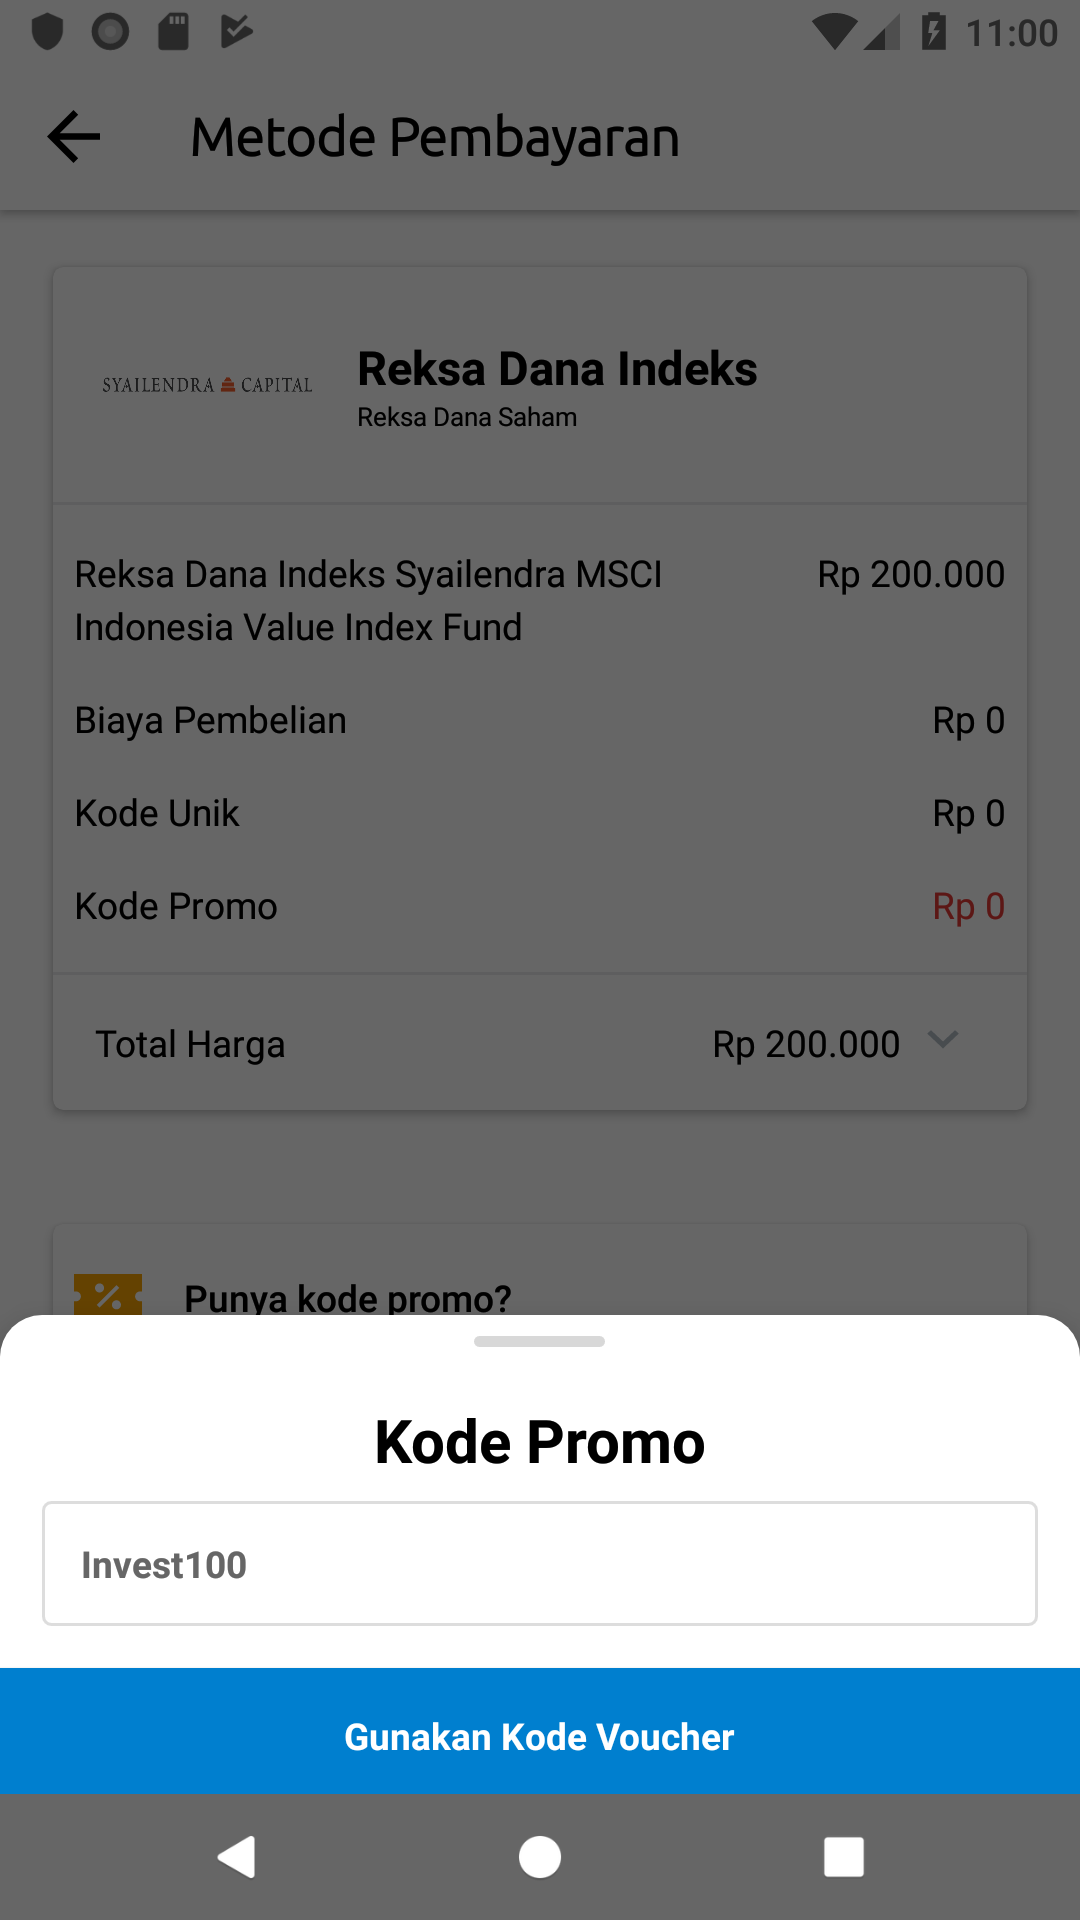 11:00
Metode Pembayaran
SYAILENDRA CAPITAL
Reksa Dana Indeks
Reksa Dana Saham
Reksa Dana Indeks Syailendra MSCI Rp 200.000
Indonesia Value Index Fund
Biaya Pembelian Rp 0
Kode Unik Rp 0
Kode Promo Rp 0
Total Harga Rp 200.000
Punya kode promo?
Kode Promo
Invest100
Gunakan Kode Voucher